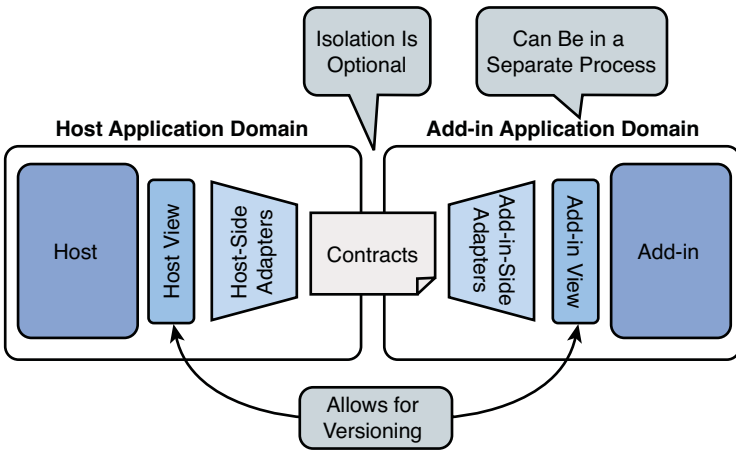 Isolation Is
Optional
Can Be in a
Separate Process
Host Application Domain
Add-in Application Domain
Host
Host View
Host-Side
Adapters
Contracts
Add-in-Side
Adapters
Add-in View
Add-in
Allows for
Versioning